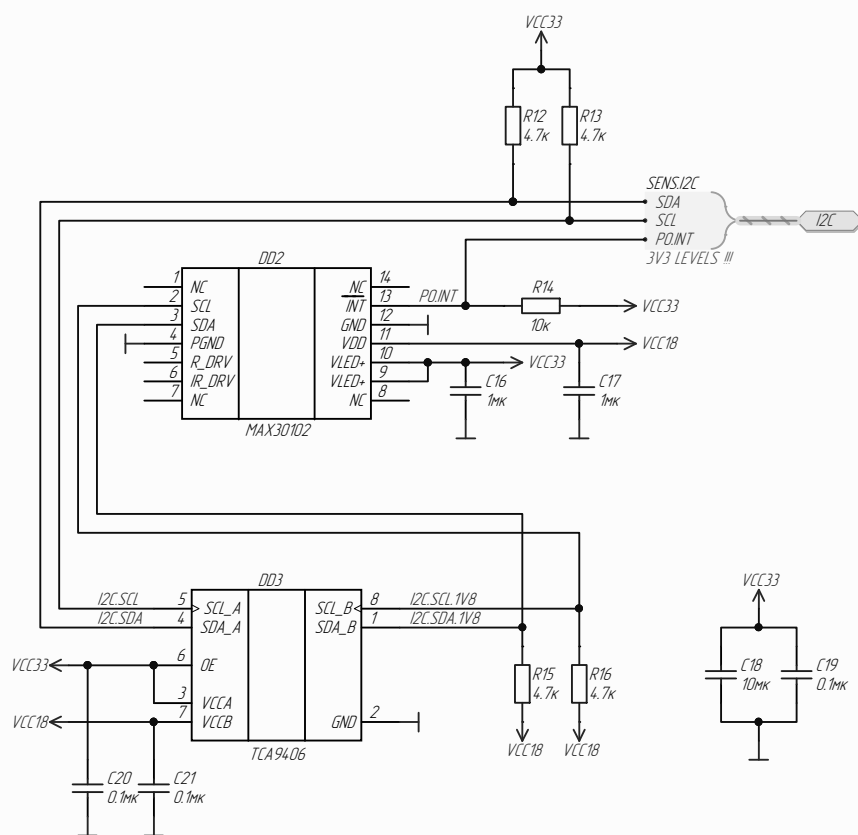 VCC33
R12
4.7к
R13
4.7к
SENS.I2C
SDA
SCL
PO.INT
I2C
3V3 LEVELS !!!
DD2
1
NC
2
SCL
3
SDA
4
PGND
5
R_DRV
6
IR_DRV
7
NC
NC
14
INT
13
GND
12
VDD
11
VLED+
10
VLED+
9
NC
8
MAX30102
PO.INT
R14
10к
VCC33
VCC18
VCC33
C16
1мк
C17
1мк
DD3
I2C.SCL
5
SCL_A
I2C.SDA
4
SDA_A
VCC33
6
OE
3
VCCA
VCC18
7
VCCB
SCL_B
8
I2C.SCL.1V8
SDA_B
1
I2C.SDA.1V8
GND
2
TCA9406
R15
4.7к
R16
4.7к
VCC18
VCC18
VCC33
C18
10мк
C19
0.1мк
C20
0.1мк
C21
0.1мк